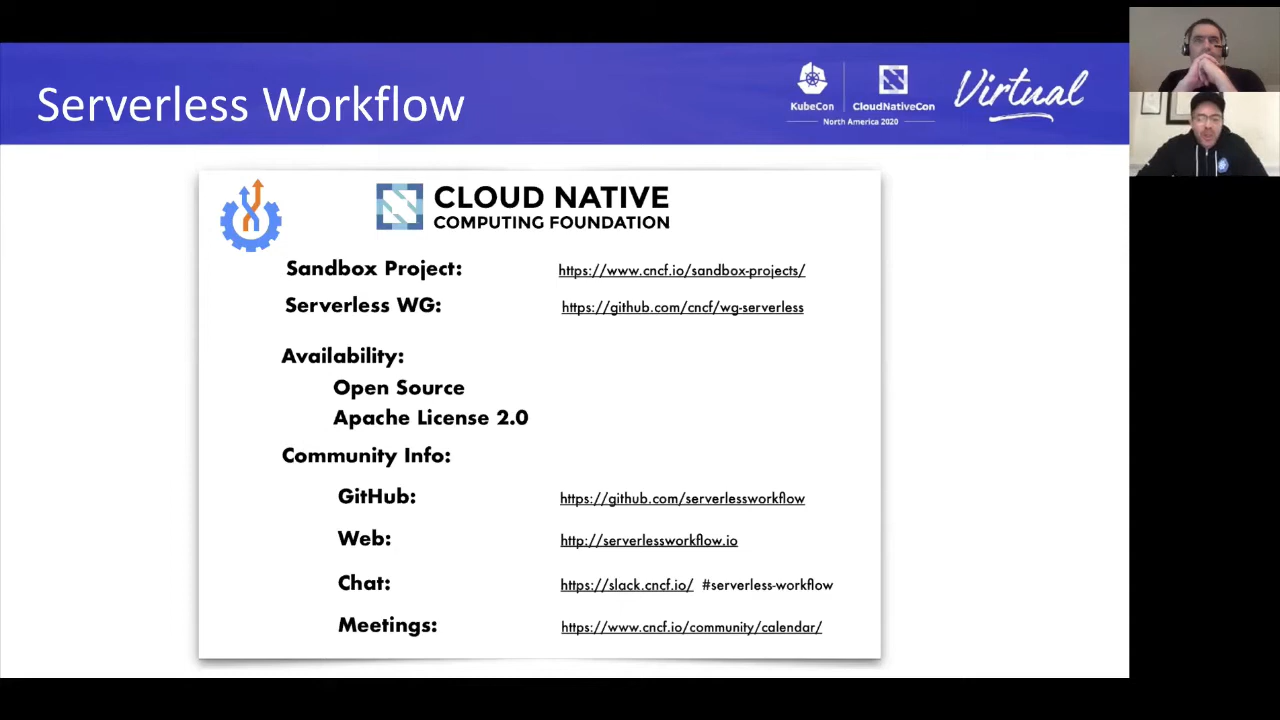 Serverless Workflow
KubeCon
CloudNativeCon
North America 2020
Virtual
CLOUD NATIVE
COMPUTING FOUNDATION
Sandbox Project: https://www.cncf.io/sandbox-projects/
Serverless WG: https://github.com/cncf/wg-serverless
Availability:
Open Source
Apache License 2.0
Community Info:
GitHub: https://github.com/serverlessworkflow
Web: http://serverlessworkflow.io
Chat: https://slack.cncf.io/ #serverless-workflow
Meetings: https://www.cncf.io/community/calendar/